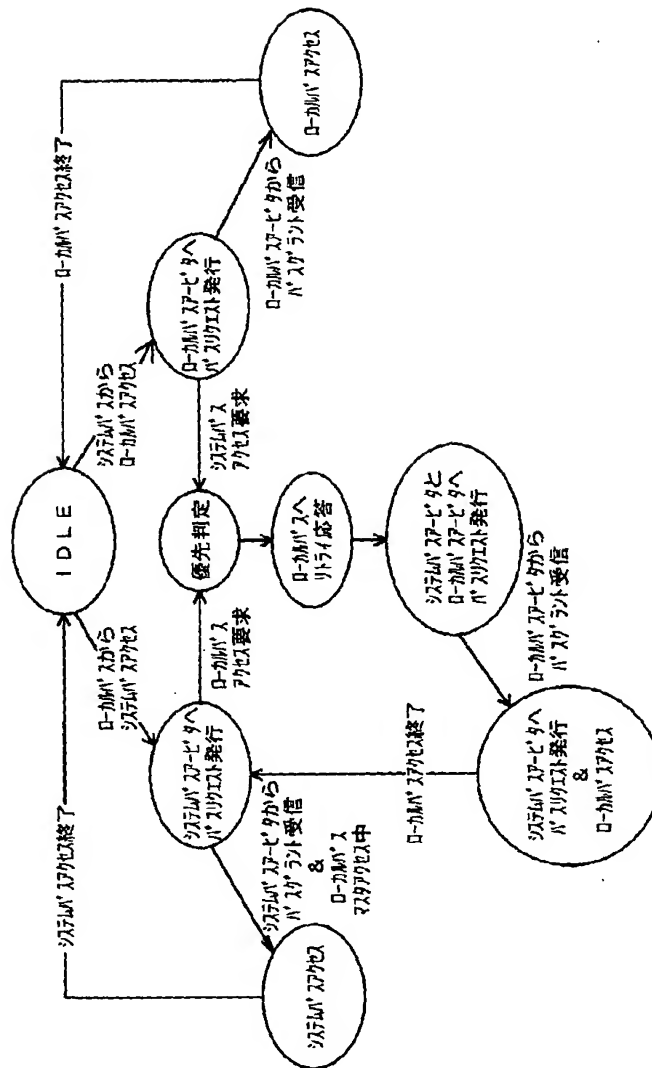 システムバスアクセス終了
ローカルバスアクセス終了
IDLE
ローカルバスから
システムバスアクセス
システムバスから
ローカルバスアクセス
システムバスアービタへ
バスリクエスト発行
ローカルバス
アクセス要求
優先判定
システムバス
アクセス要求
ローカルバスアービタへ
バスリクエスト発行
システムバスアービタから
バスグラント受信
&
ローカルバス
マスタアクセス中
システムバスアクセス
ローカルバスアービタから
バスグラント受信
ローカルバスアクセス
ローカルバスへ
リトライ応答
システムバスアービタと
ローカルバスアービタへ
バスリクエスト発行
ローカルバスアービタから
バスグラント受信
システムバスアービタへ
バスリクエスト発行
&
ローカルバスアクセス
ローカルバスアクセス終了